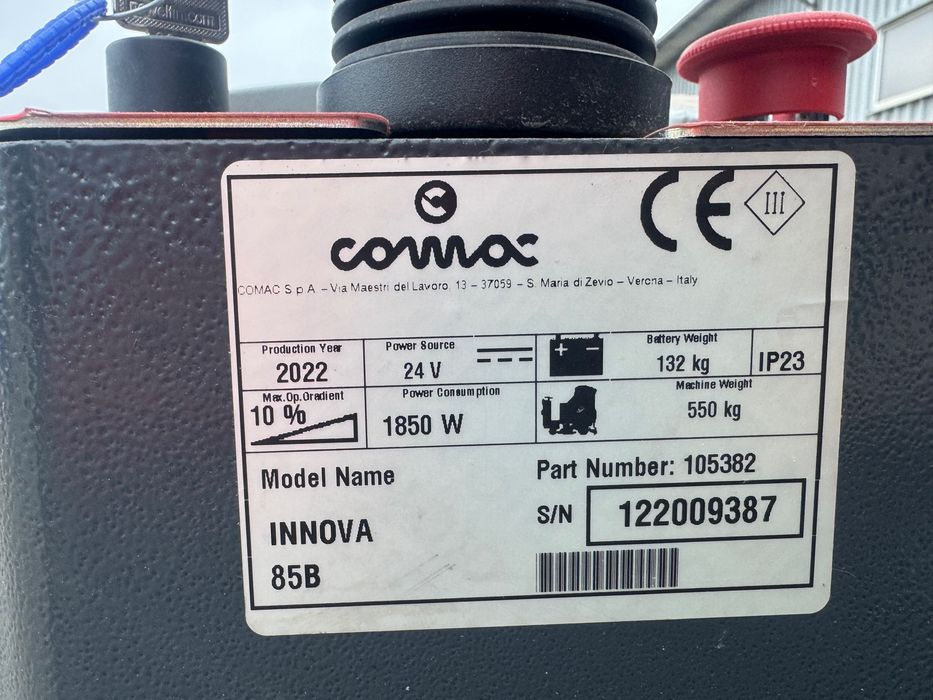 comac
CE
III
COMAC S.p.A. – Via Maestri del Lavoro, 13 – 37059 – S. Maria di Zevio – Verona – Italy
Production Year
2022
Power Source
24 V
+ −
Battery Weight
132 kg
IP23
Max.Op.Gradient
10 %
Power Consumption
1850 W
Machine Weight
550 kg
Model Name
Part Number: 105382
S/N 122009387
INNOVA
85B